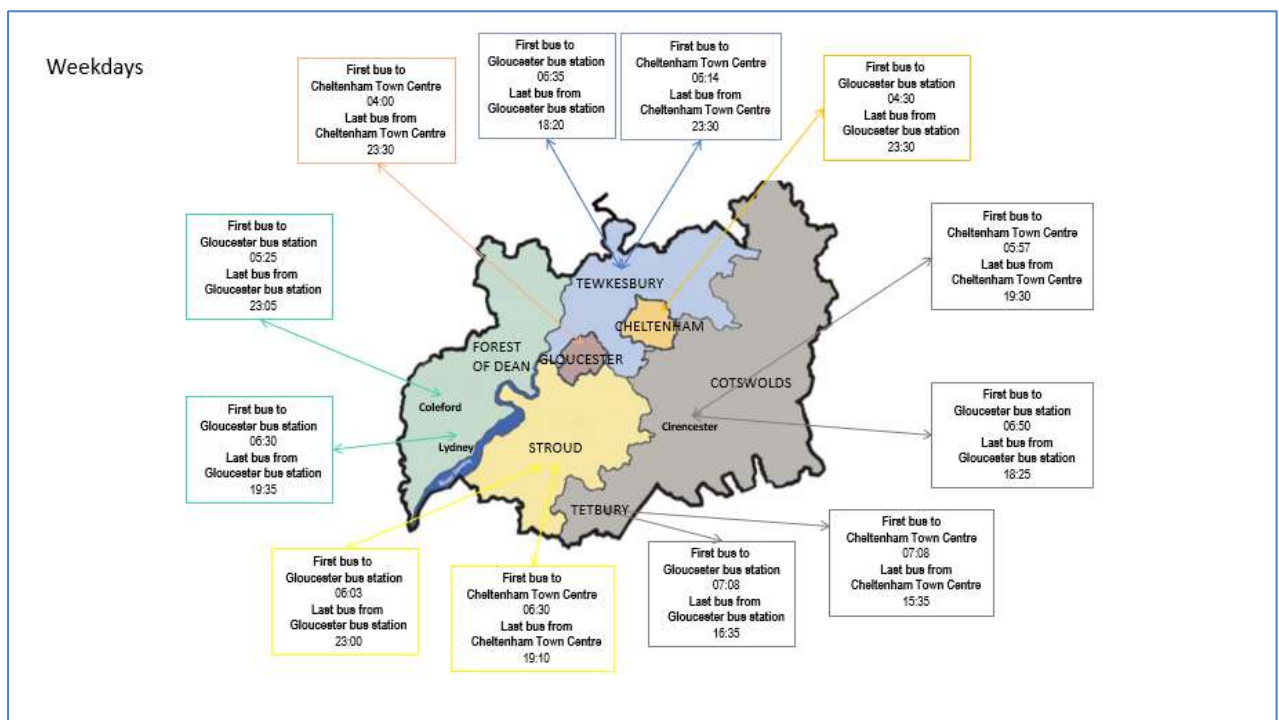 Weekdays
First bus to
Cheltenham Town Centre
04:00
Last bus from
Cheltenham Town Centre
23:30
First bus to
Gloucester bus station
06:35
Last bus from
Gloucester bus station
18:20
First bus to
Cheltenham Town Centre
06:14
Last bus from
Cheltenham Town Centre
23:30
First bus to
Gloucester bus station
04:30
Last bus from
Gloucester bus station
23:30
First bus to
Gloucester bus station
05:25
Last bus from
Gloucester bus station
23:05
First bus to
Cheltenham Town Centre
05:57
Last bus from
Cheltenham Town Centre
19:30
TEWKESBURY
CHELTENHAM
FOREST
OF DEAN
GLOUCESTER
COTSWOLDS
Coleford
Cirencester
Lydney
STROUD
TETBURY
First bus to
Gloucester bus station
06:30
Last bus from
Gloucester bus station
19:35
First bus to
Gloucester bus station
06:50
Last bus from
Gloucester bus station
18:25
First bus to
Gloucester bus station
06:03
Last bus from
Gloucester bus station
23:00
First bus to
Cheltenham Town Centre
06:30
Last bus from
Cheltenham Town Centre
19:10
First bus to
Gloucester bus station
07:08
Last bus from
Gloucester bus station
16:35
First bus to
Cheltenham Town Centre
07:08
Last bus from
Cheltenham Town Centre
15:35